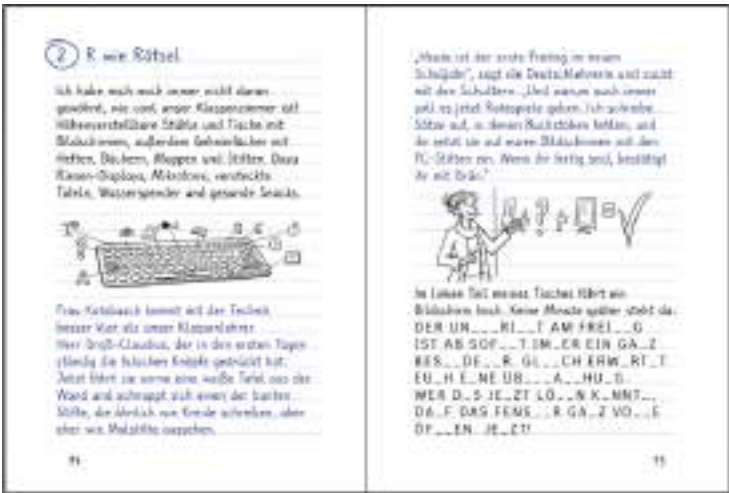 2 R wie Rätsel
Ich habe mich noch immer nicht daran
gewöhnt, wie cool unser Klassenzimmer ist!
Höhenverstellbare Stühle und Tische mit
Bildschirmen, außerdem Geheimfächer mit
Heften, Büchern, Mappen und Stiften. Dazu
Riesen-Displays, Mikrofone, versteckte
Tafeln, Wasserspender und gesunde Snacks.
Frau kommt mit der Technik
besser klar als unser Klassenlehrer
Herr Groß-Claudius, der in den ersten Tagen
ständig die falschen Knöpfe gedrückt hat.
Jetzt fährt sie vorne eine weiße Tafel aus der
Wand und schnappt sich einen der bunten
Stifte, die ähnlich wie Kreide schreiben, aber
eher wie Malstifte aussehen.
„Heute ist der erste Freitag im neuen
Schuljahr“, sagt die Deutschlehrerin und zuckt
mit den Schultern. „Und warum auch immer
soll es jetzt Ratespiele geben. Ich schreibe
Sätze auf, in denen Buchstaben fehlen, und
ihr setzt sie auf euren Bildschirmen mit den
PC-Stiften ein. Wenn ihr fertig seid, bestätigt
ihr mit Grün.“
Im linken Teil meines Tisches fährt ein
Bildschirm hoch. Keine Minute später steht da:
DER UN___RI__T AM FREI__G
IST AB SOF__T IM_ER EIN GA_Z
BES__DE__R. GL__CH ERW_RT_T
EU_H E_NE ÜB___A__HU_G.
WER D_S JE_ZT LÖ__N K_NNT,
DA_F DAS FENS__R GA_Z VO__E
ÖF__EN. JE_ZT!